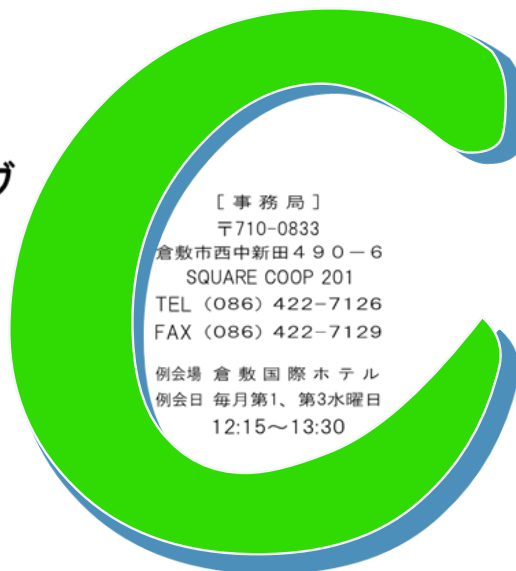 ヴ
[ 事 務 局 ]
〒710-0833
倉敷市西中新田４９０－６
SQUARE COOP 201
TEL (086) 422-7126
FAX (086) 422-7129
例会場 倉 敷 国 際 ホ テ ル
例会日 毎月第1、第3水曜日
12:15～13:30